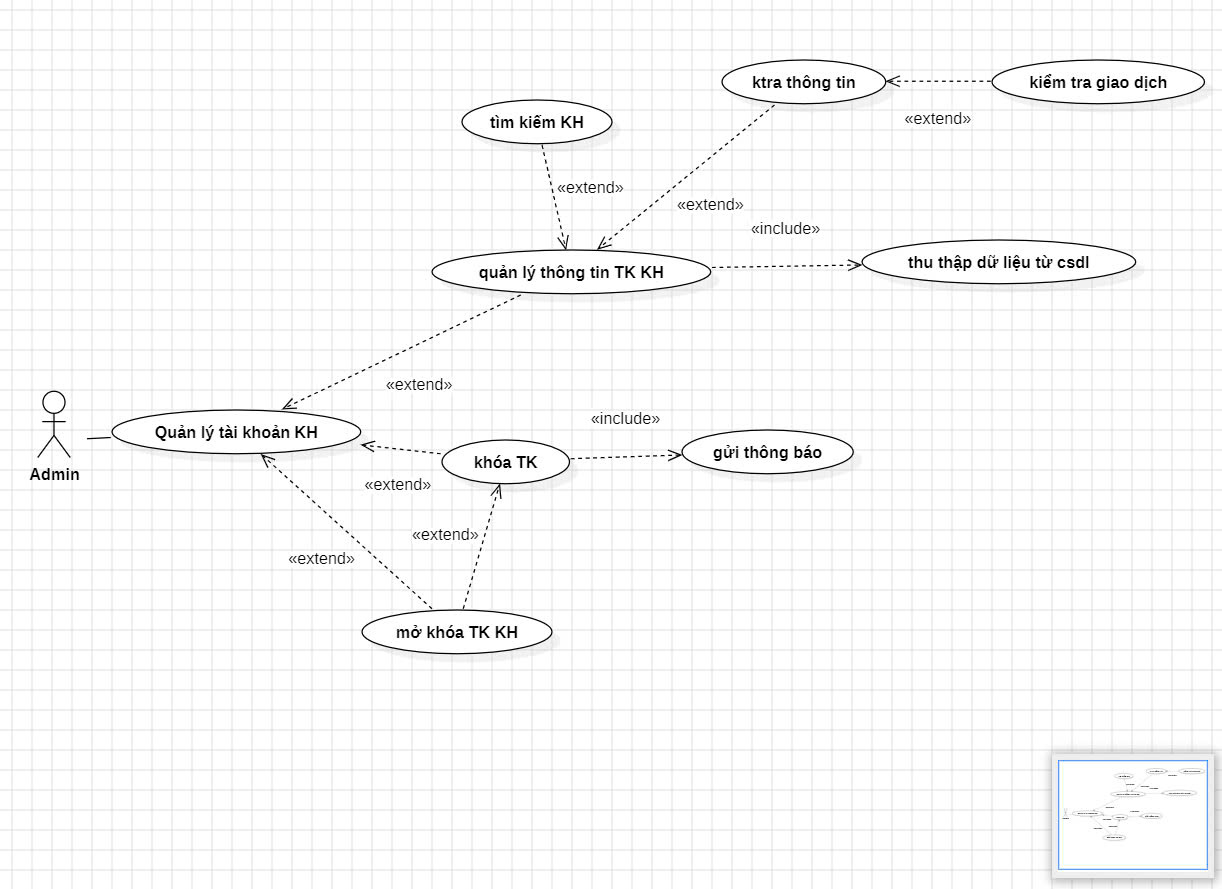 ktra thông tin
kiểm tra giao dịch
«extend»
tìm kiếm KH
«extend»
«extend»
«include»
quản lý thông tin TK KH
thu thập dữ liệu từ csdl
«extend»
«include»
Quản lý tài khoản KH
khóa TK
gửi thông báo
Admin
«extend»
«extend»
«extend»
mở khóa TK KH